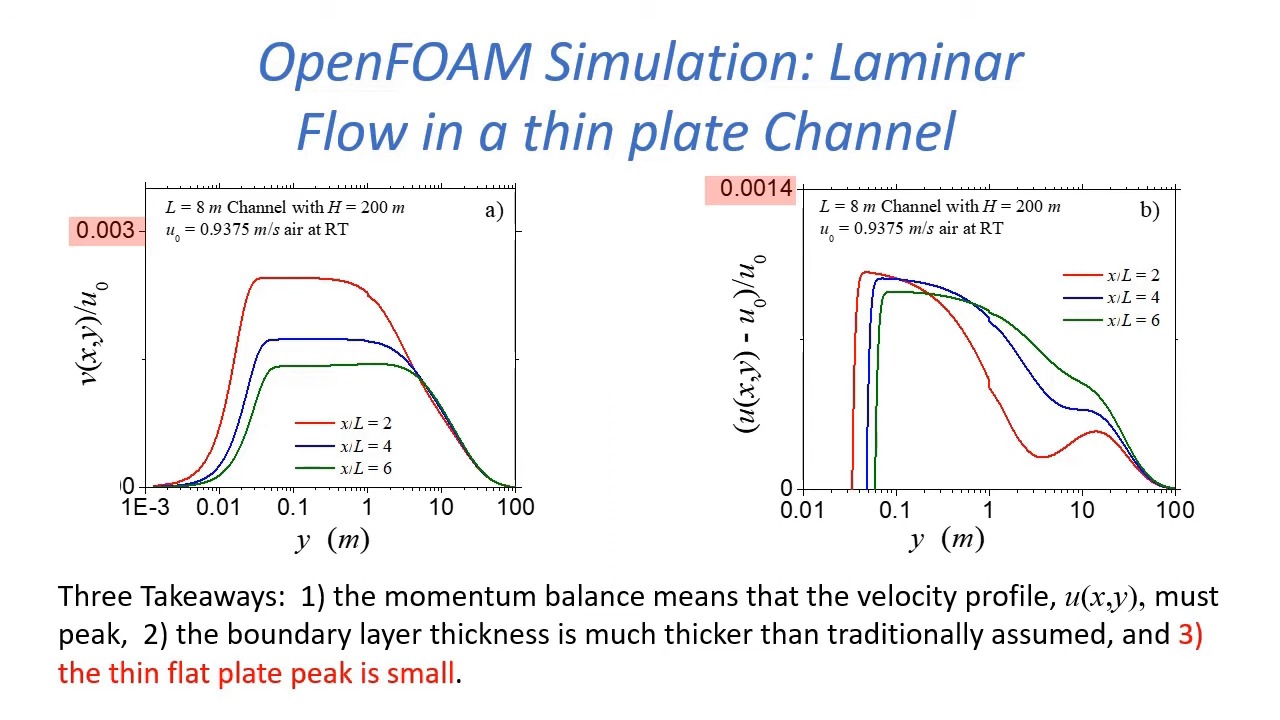 OpenFOAM Simulation: Laminar
Flow in a thin plate Channel
L = 8 m Channel with H = 200 m
u0 = 0.9375 m/s air at RT
a)
0.003
v(x,y)/u0
x/L = 2
x/L = 4
x/L = 6
0
1E-3 0.01 0.1 1 10 100
y (m)
0.0014
L = 8 m Channel with H = 200 m
u0 = 0.9375 m/s air at RT
b)
(u(x,y) - u0)/u0
x/L = 2
x/L = 4
x/L = 6
0
0.01 0.1 1 10 100
y (m)
Three Takeaways: 1) the momentum balance means that the velocity profile, u(x,y), must
peak, 2) the boundary layer thickness is much thicker than traditionally assumed, and 3)
the thin flat plate peak is small.